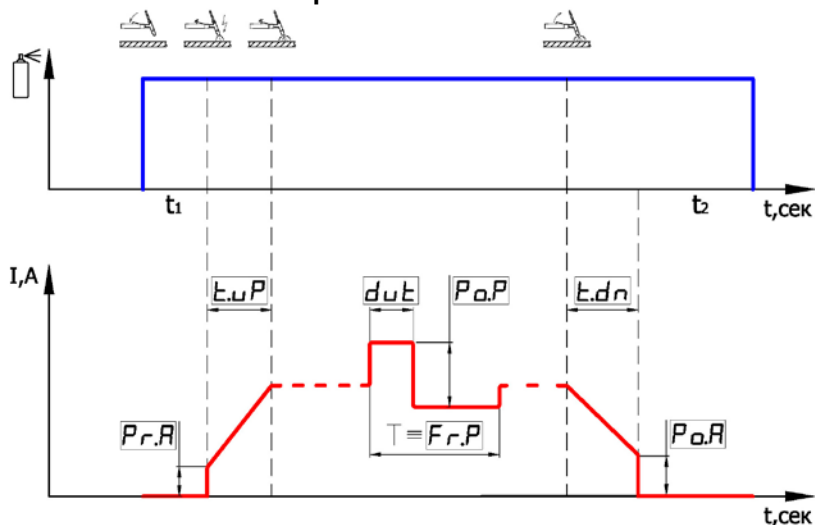 t1
t2
t,сек
I,A
t.uP
dut
Po.P
t.dn
Pr.A
T ≡ Fr.P
Po.A
t,сек